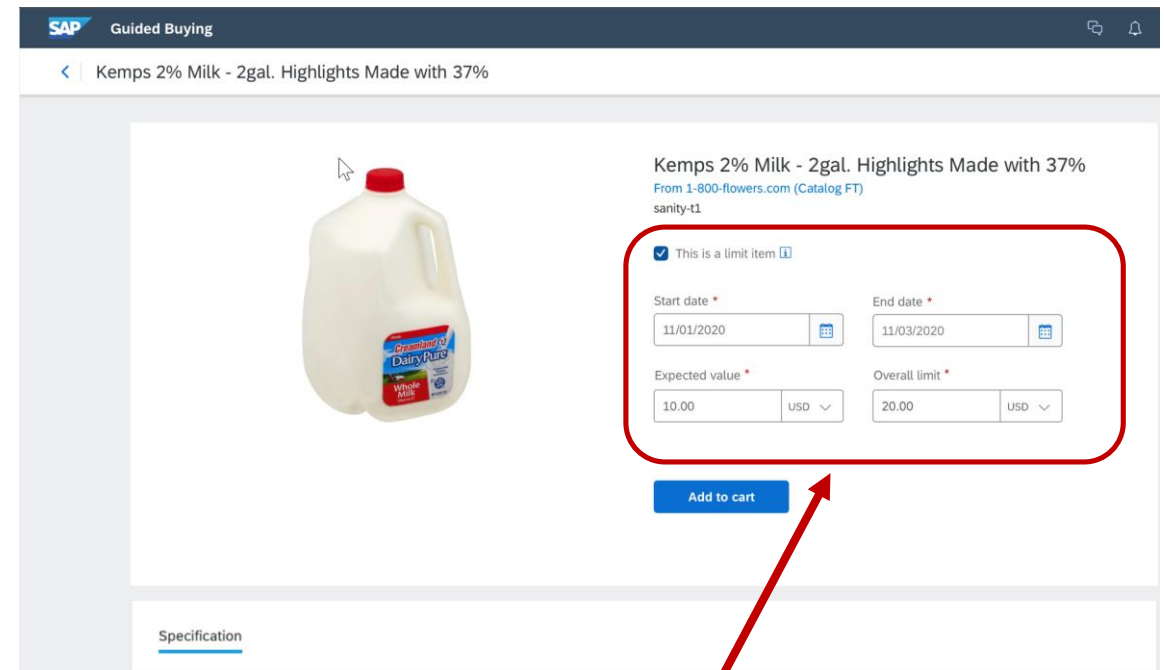 SAP Guided Buying
Kemps 2% Milk - 2gal. Highlights Made with 37%
Kemps 2% Milk - 2gal. Highlights Made with 37%
From 1-800-flowers.com (Catalog FT)
sanity-t1
This is a limit item
Start date * End date *
11/01/2020 11/03/2020
Expected value * Overall limit *
10.00 USD 20.00 USD
Creamland
DairyPure
Whole
Milk
Add to cart
Specification